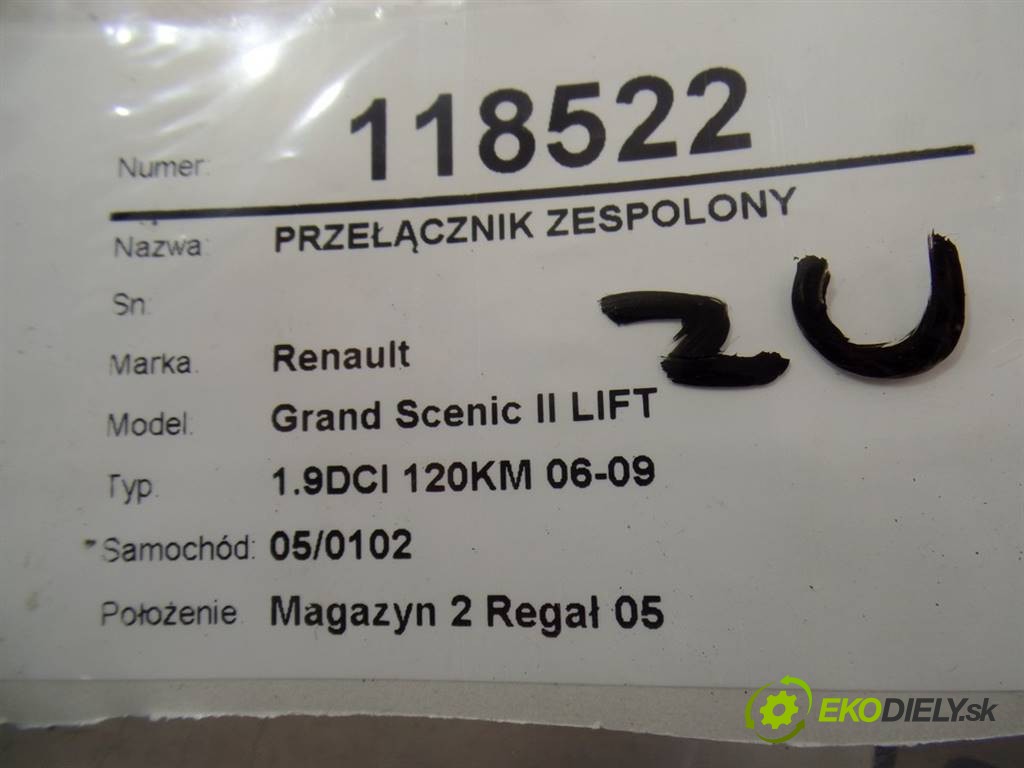 Numer: 118522
Nazwa: PRZEŁĄCZNIK ZESPOLONY
Sn:
ZU
Marka: Renault
Model: Grand Scenic II LIFT
Typ: 1.9DCI 120KM 06-09
Samochód: 05/0102
Położenie Magazyn 2 Regał 05
EKODIELY.sk